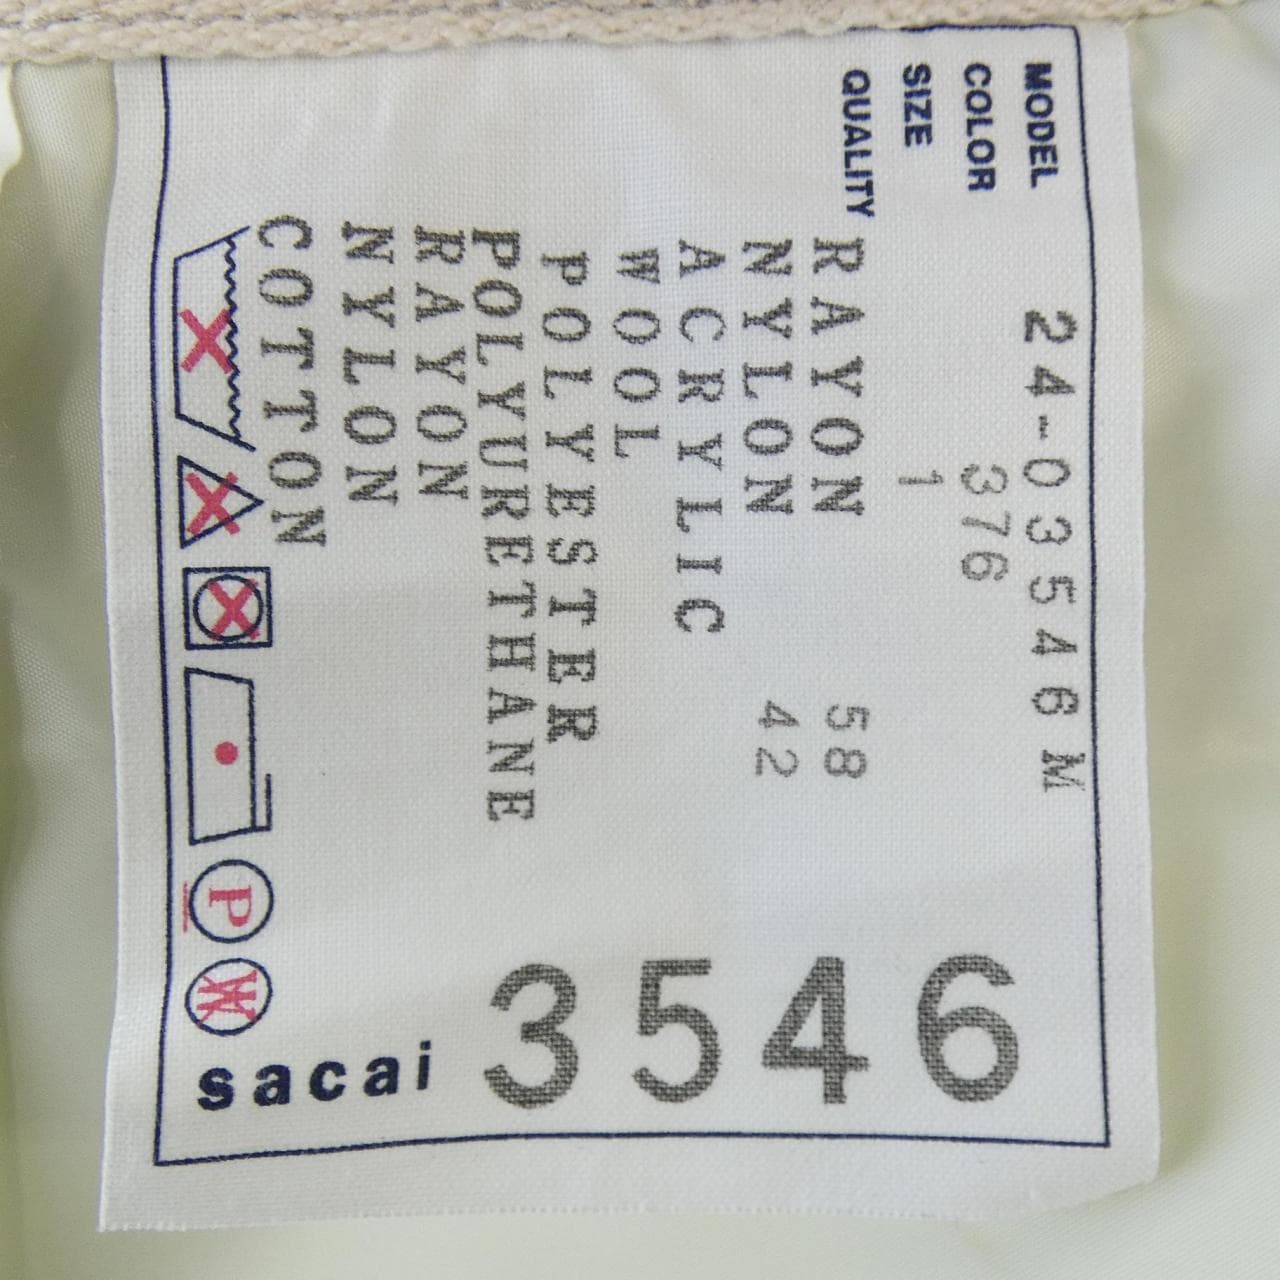 MODEL 24-03546M
COLOR 376
SIZE 1
QUALITY
RAYON 58
NYLON 42
ACRYLIC
WOOL
POLYESTER
POLYURETHANE
RAYON
NYLON
COTTON
P
W
sacai
3546